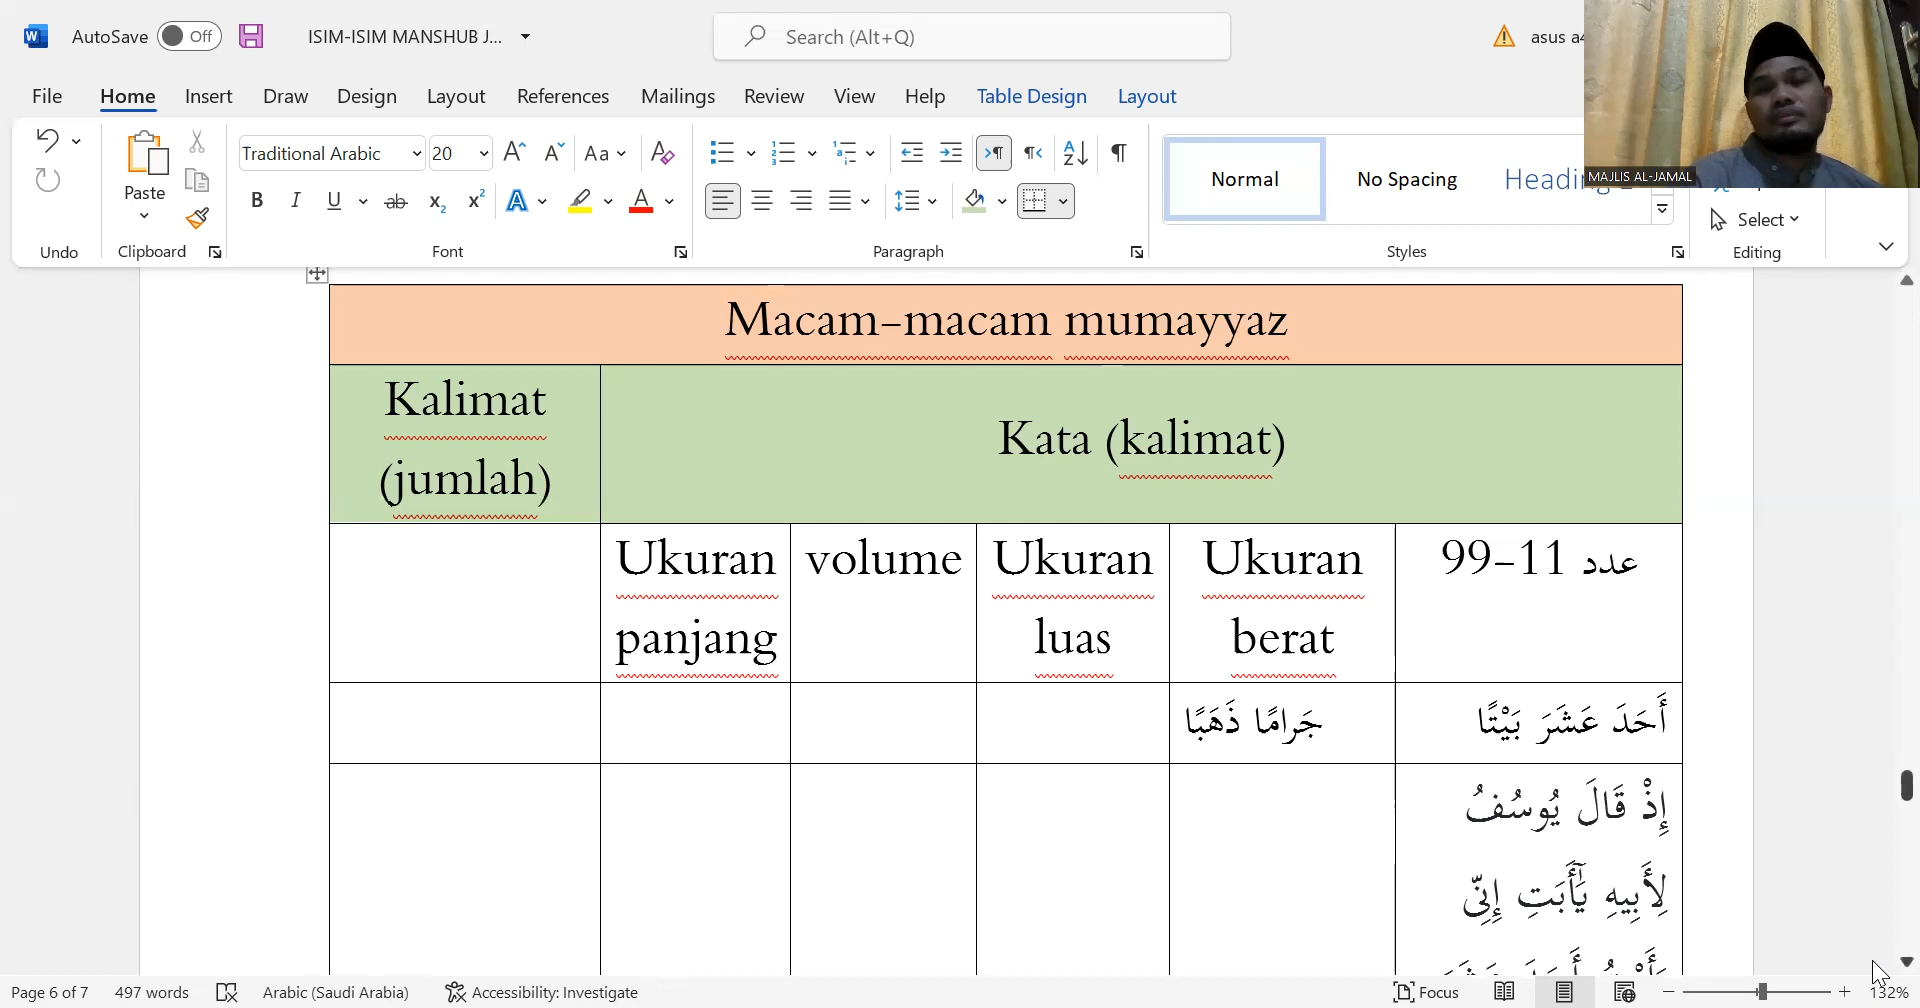 AutoSave Off ISIM-ISIM MANSHUB J... Search (Alt+Q) asus a4
File Home Insert Draw Design Layout References Mailings Review View Help Table Design Layout
MAJLIS AL-JAMAL
Traditional Arabic 20 Aa
Paste
Normal No Spacing Heading
Select
Undo Clipboard Font Paragraph Styles Editing
Macam-macam mumayyaz
Kalimat
(jumlah)
Kata (kalimat)
Ukuran
panjang
volume
Ukuran
luas
Ukuran
berat
عدد 11-99
جَرامًا ذَهَبًا
أَحَدَ عَشَرَ بَيْتًا
إِذْ قَالَ يُوسُفُ
لِأَبِيهِ يَٰٓأَبَتِ إِنِّي
Page 6 of 7 497 words Arabic (Saudi Arabia) Accessibility: Investigate Focus 132%